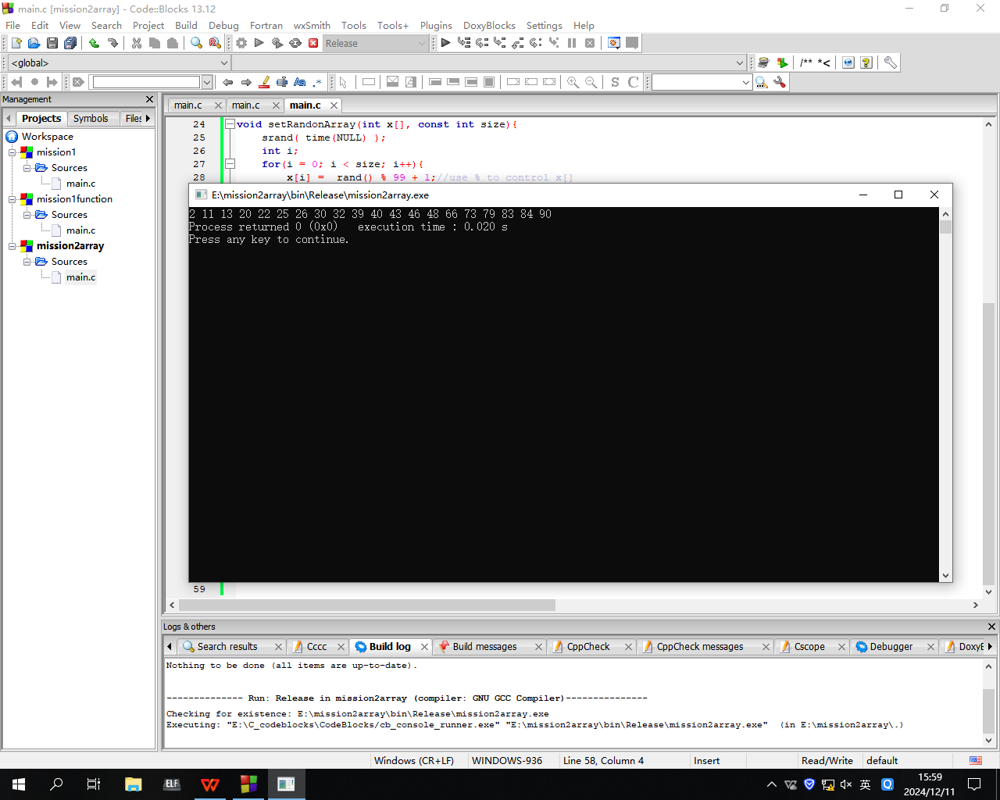 main.c [mission2array] - Code::Blocks 13.12
File Edit View Search Project Build Debug Fortran wxSmith Tools Tools+ Plugins DoxyBlocks Settings Help
Release
<global>
/** *<
Aa .*
S C
Management
main.c main.c main.c
Projects Symbols Files
Workspace
mission1
Sources
main.c
mission1function
Sources
main.c
mission2array
Sources
main.c
24 void setRandonArray(int x[], const int size){
25 srand( time(NULL) );
26 int i;
27 for(i = 0; i < size; i++){
28 x[i] = rand() % 99 + 1;//use % to control x[]
E:\mission2array\bin\Release\mission2array.exe
2 11 13 20 22 25 26 30 32 39 40 43 46 48 66 73 79 83 84 90
Process returned 0 (0x0)   execution time : 0.020 s
Press any key to continue.
59
Logs & others
Search results Cccc Build log Build messages CppCheck CppCheck messages Cscope Debugger DoxyB
Nothing to be done (all items are up-to-date).
-------------- Run: Release in mission2array (compiler: GNU GCC Compiler)---------------
Checking for existence: E:\mission2array\bin\Release\mission2array.exe
Executing: "E:\C_codeblocks\CodeBlocks/cb_console_runner.exe" "E:\mission2array\bin\Release\mission2array.exe"  (in E:\mission2array\.)
Windows (CR+LF) WINDOWS-936 Line 58, Column 4 Insert Read/Write default
ELF
英
15:59
2024/12/11